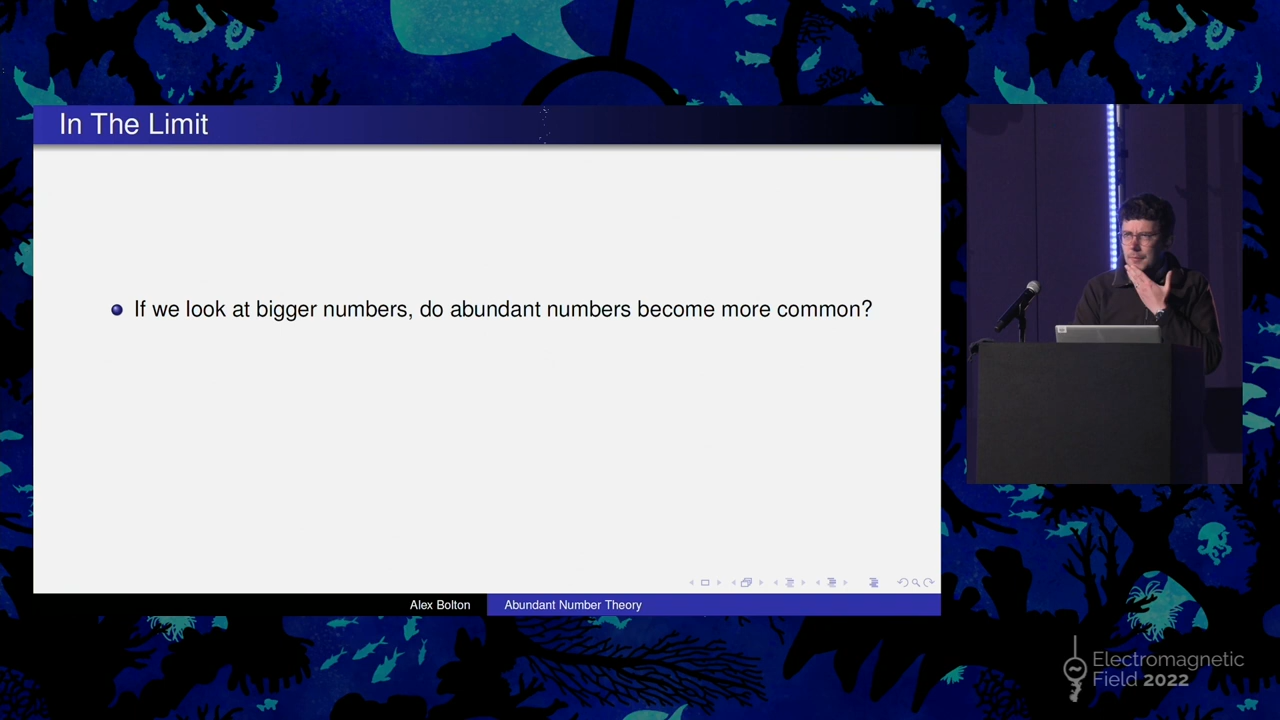 In The Limit
If we look at bigger numbers, do abundant numbers become more common?
Alex Bolton
Abundant Number Theory
Electromagnetic
Field 2022